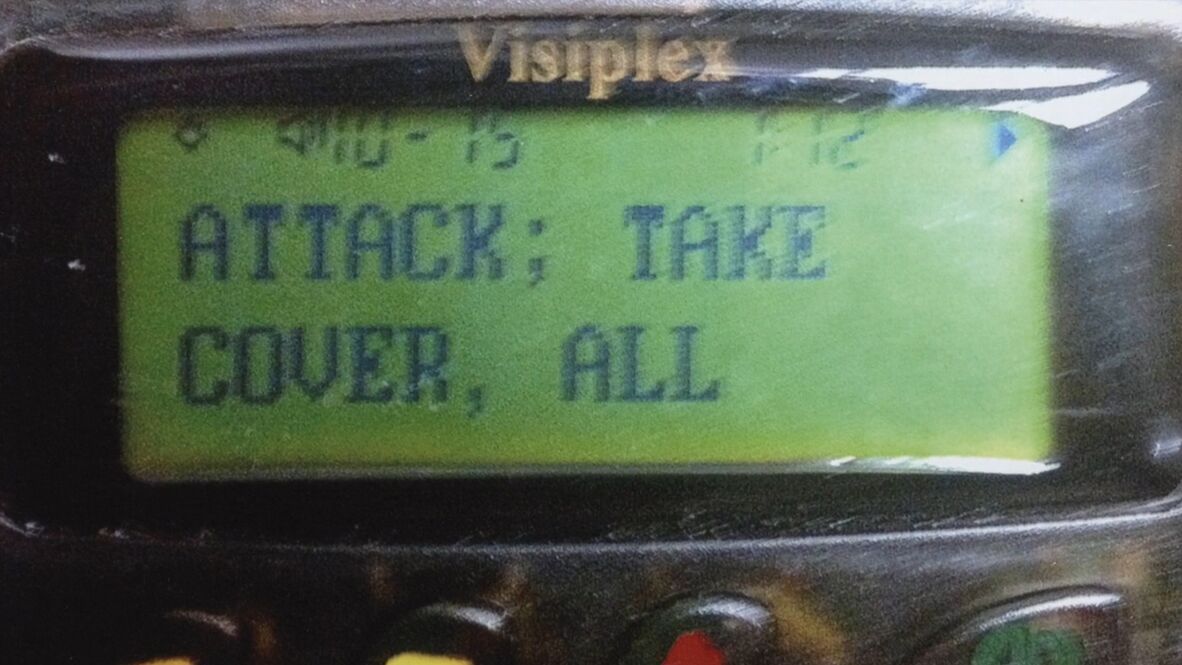 Visiplex
ATTACK; TAKE
COVER, ALL